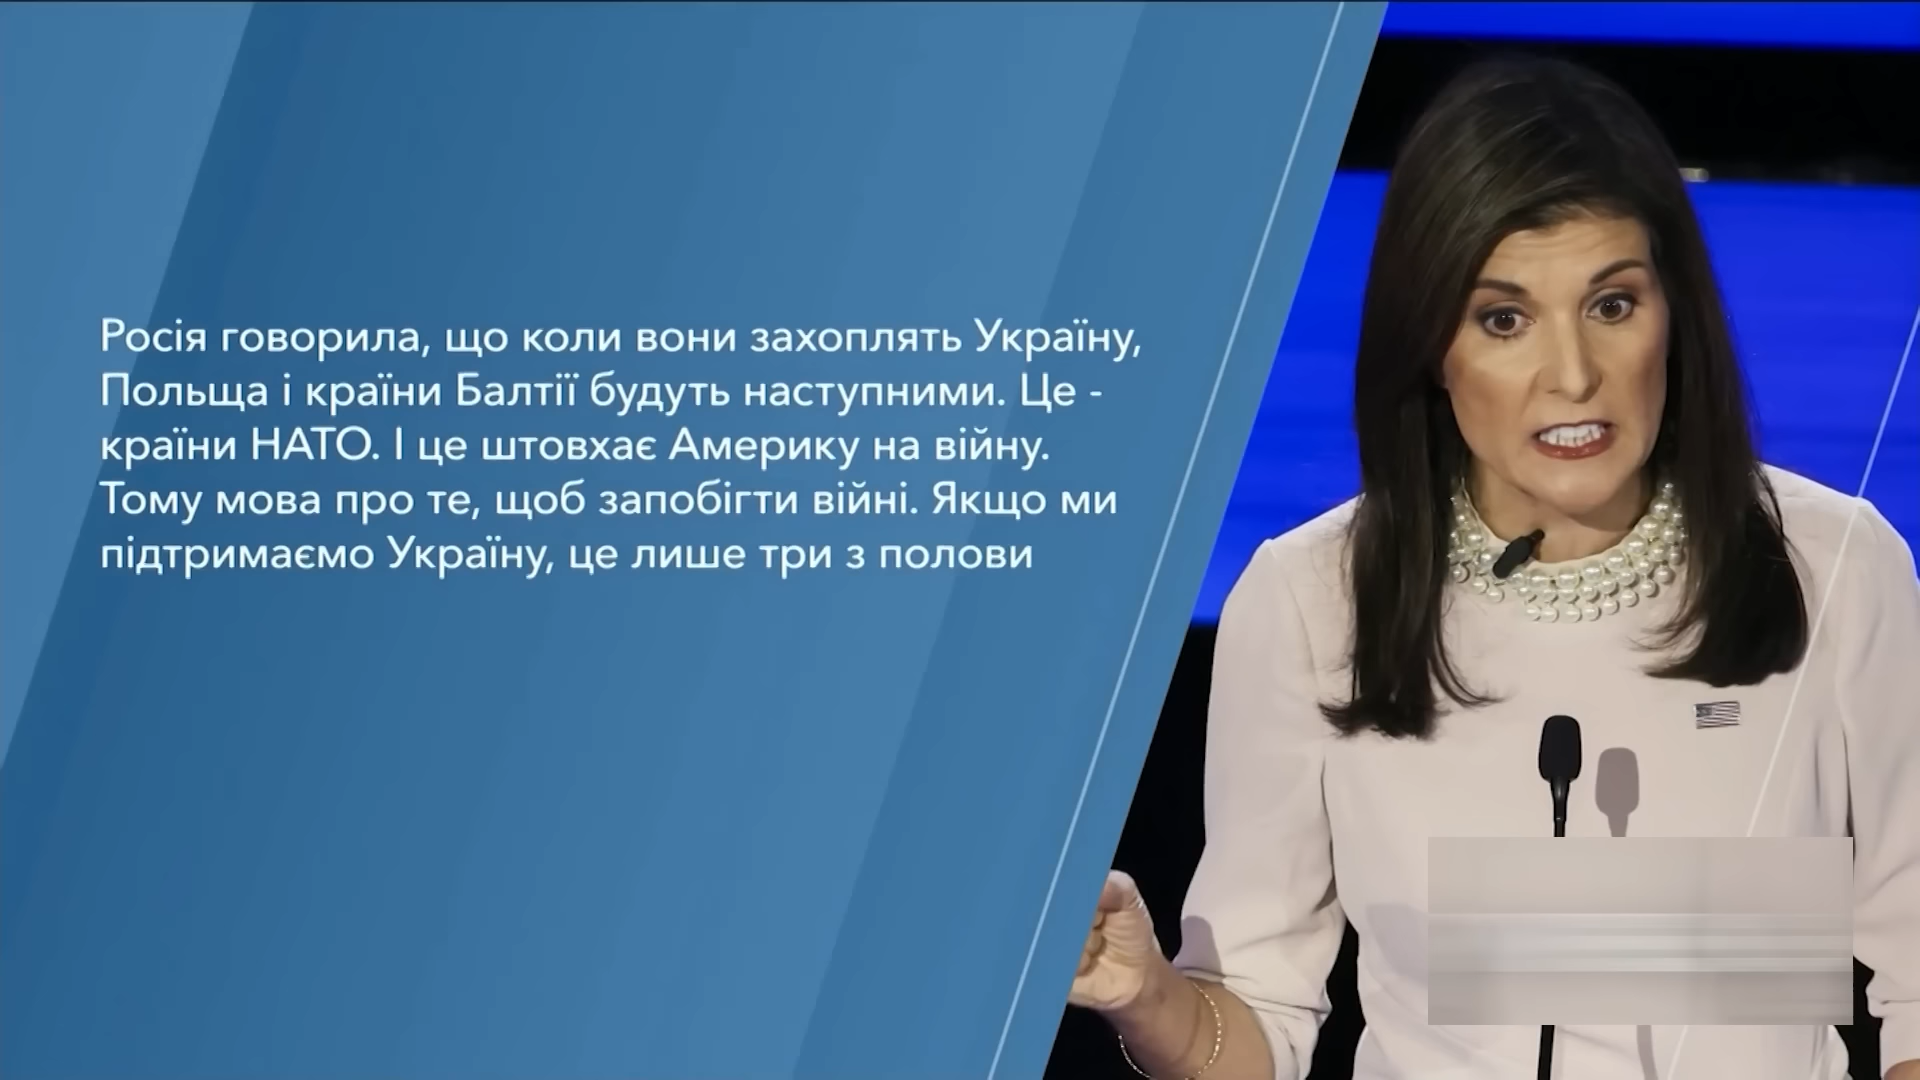 Росія говорила, що коли вони захоплять Україну,
Польща і країни Балтії будуть наступними. Це -
країни НАТО. І це штовхає Америку на війну.
Тому мова про те, щоб запобігти війні. Якщо ми
підтримаємо Україну, це лише три з полови